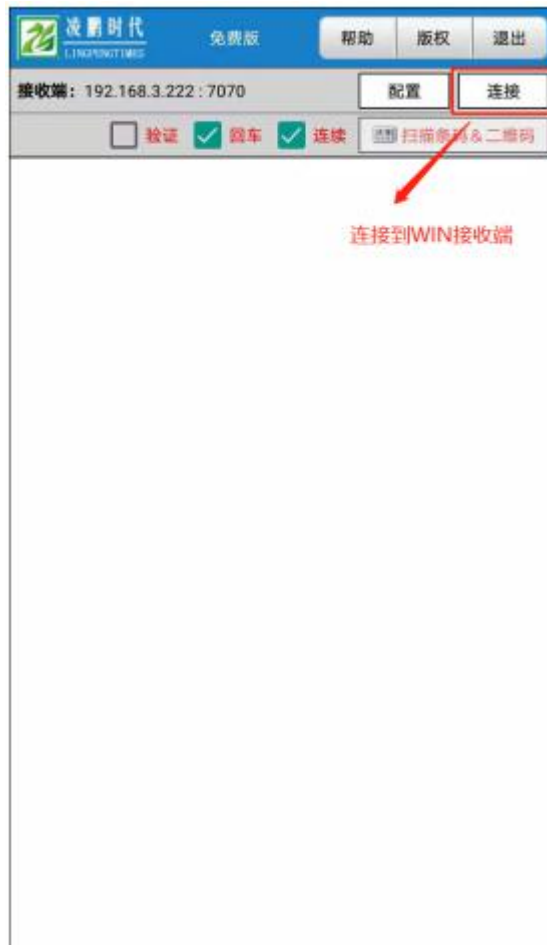 凌鹏时代
LINGPENGTIMES
免费版
帮助
版权
退出
接收端：192.168.3.222 : 7070
配置
连接
验证
回车
连续
扫描条码&二维码
连接到WIN接收端